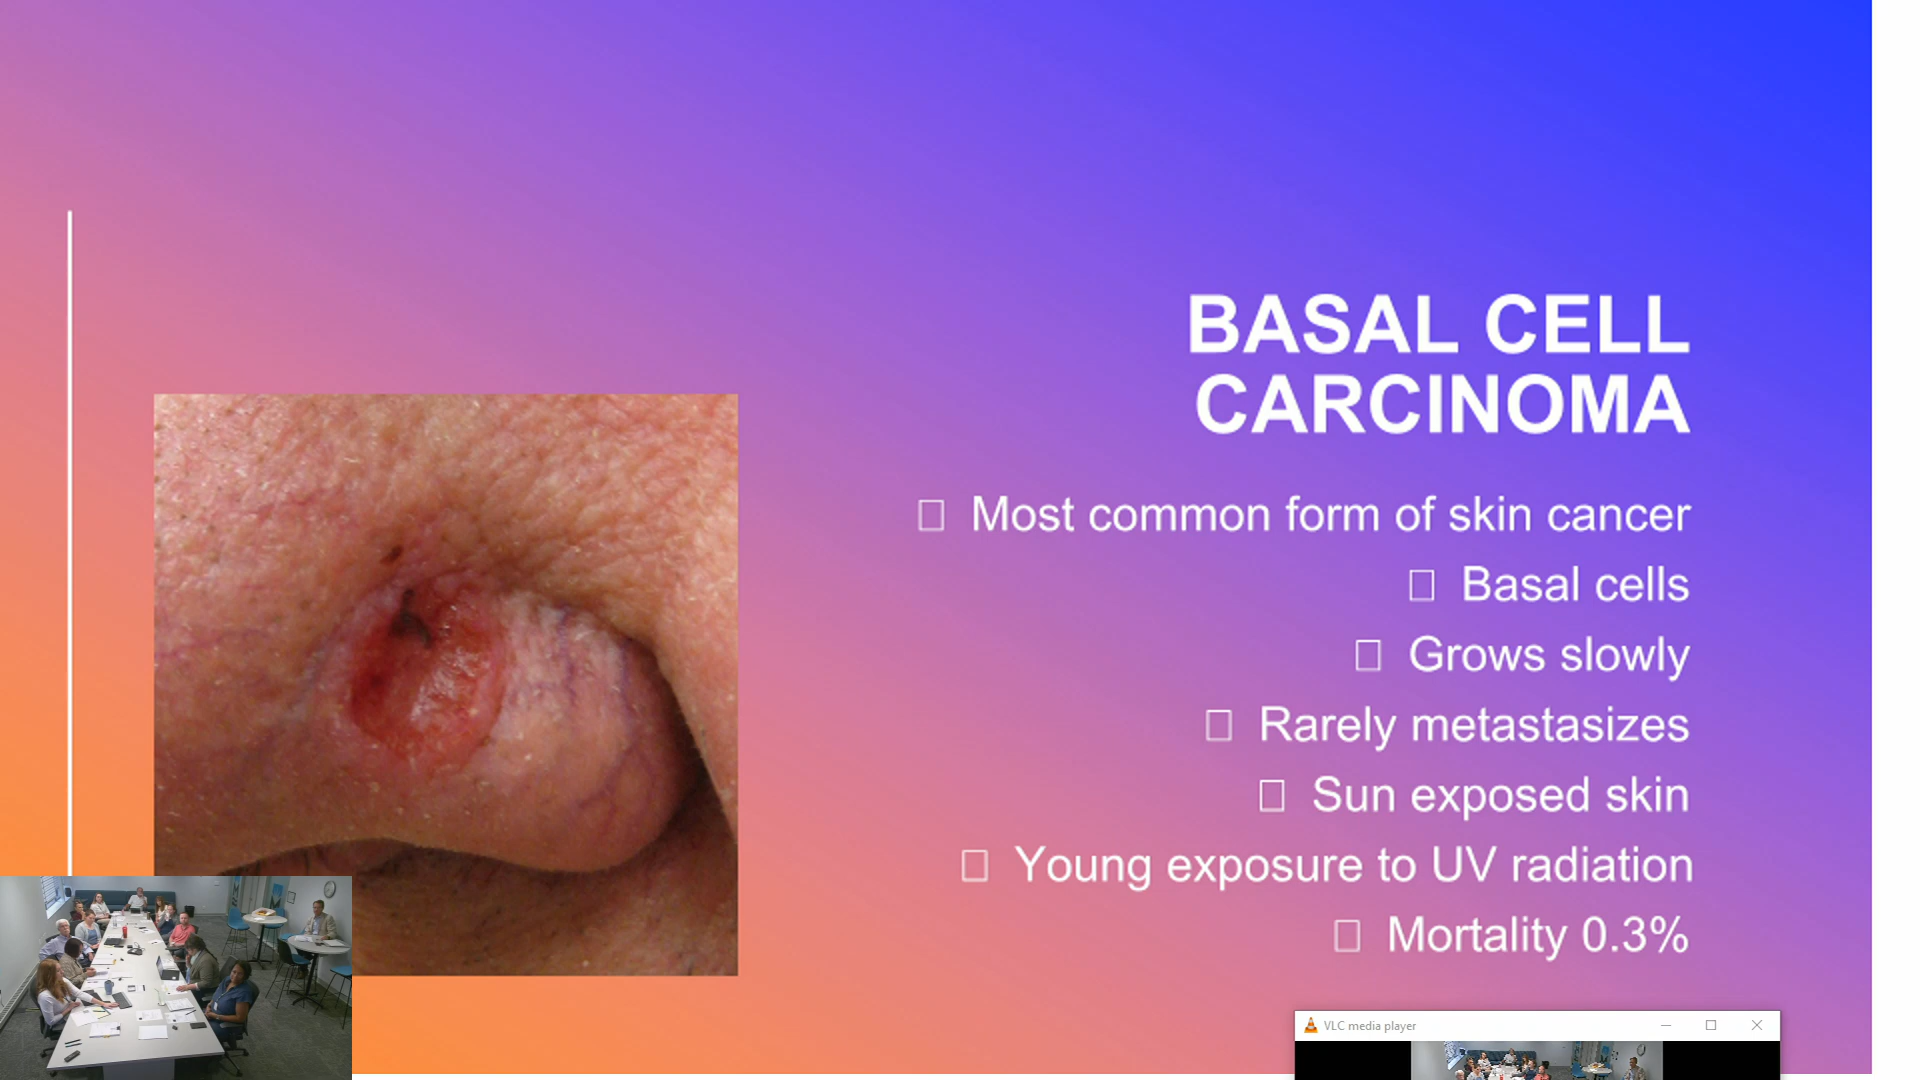 BASAL CELL
CARCINOMA
Most common form of skin cancer
Basal cells
Grows slowly
Rarely metastasizes
Sun exposed skin
Young exposure to UV radiation
Mortality 0.3%
VLC media player